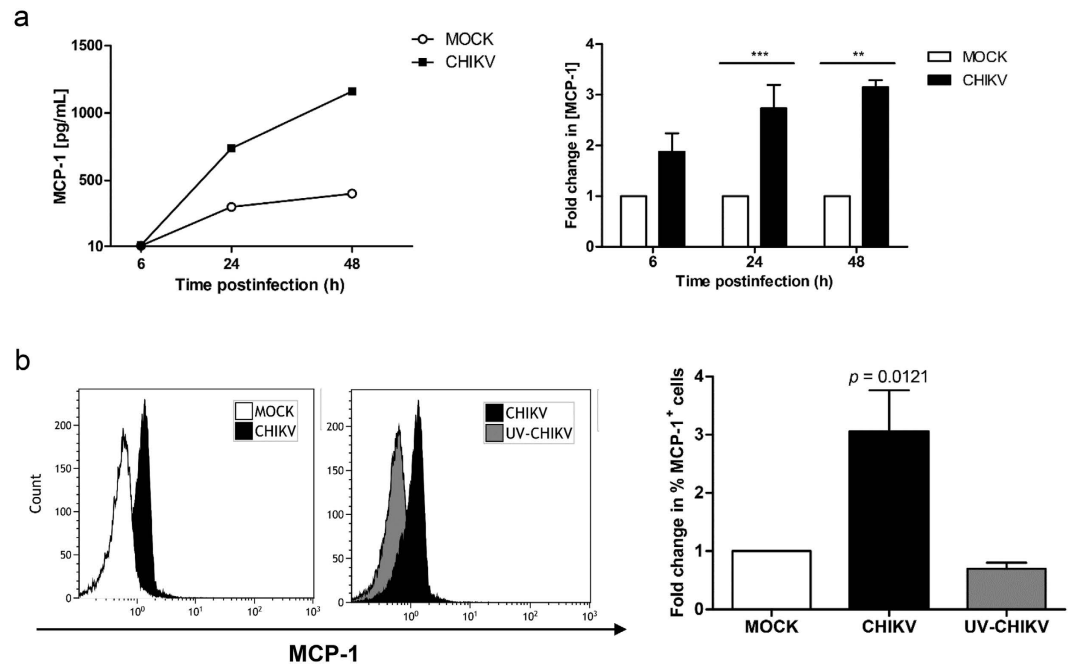 a
MOCK
CHIKV
1500
1000
500
10
MCP-1 [pg/mL]
6 24 48
Time postinfection (h)
*** **
MOCK
CHIKV
4
3
2
1
0
Fold change in [MCP-1]
6 24 48
Time postinfection (h)
b
MOCK
CHIKV
200
150
100
50
0
Count
10⁰ 10¹ 10² 10³
CHIKV
UV-CHIKV
200
150
100
50
0
10⁰ 10¹ 10² 10³
MCP-1
p = 0.0121
4
3
4
1
0
Fold change in % MCP-1⁺ cells
MOCK CHIKV UV-CHIKV